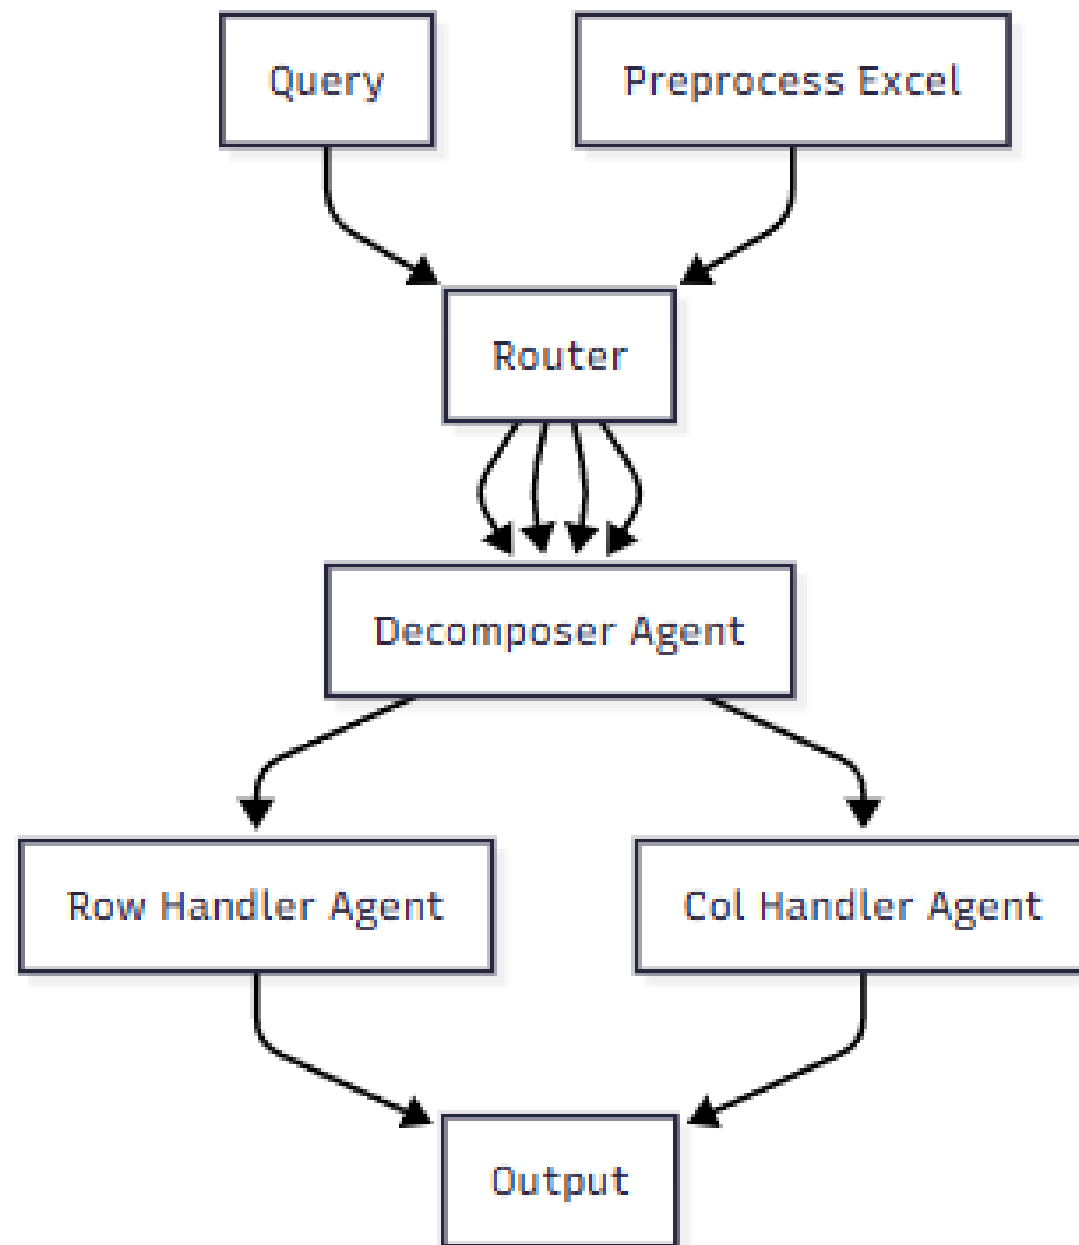 Query
Preprocess Excel
Router
Decomposer Agent
Row Handler Agent
Col Handler Agent
Output